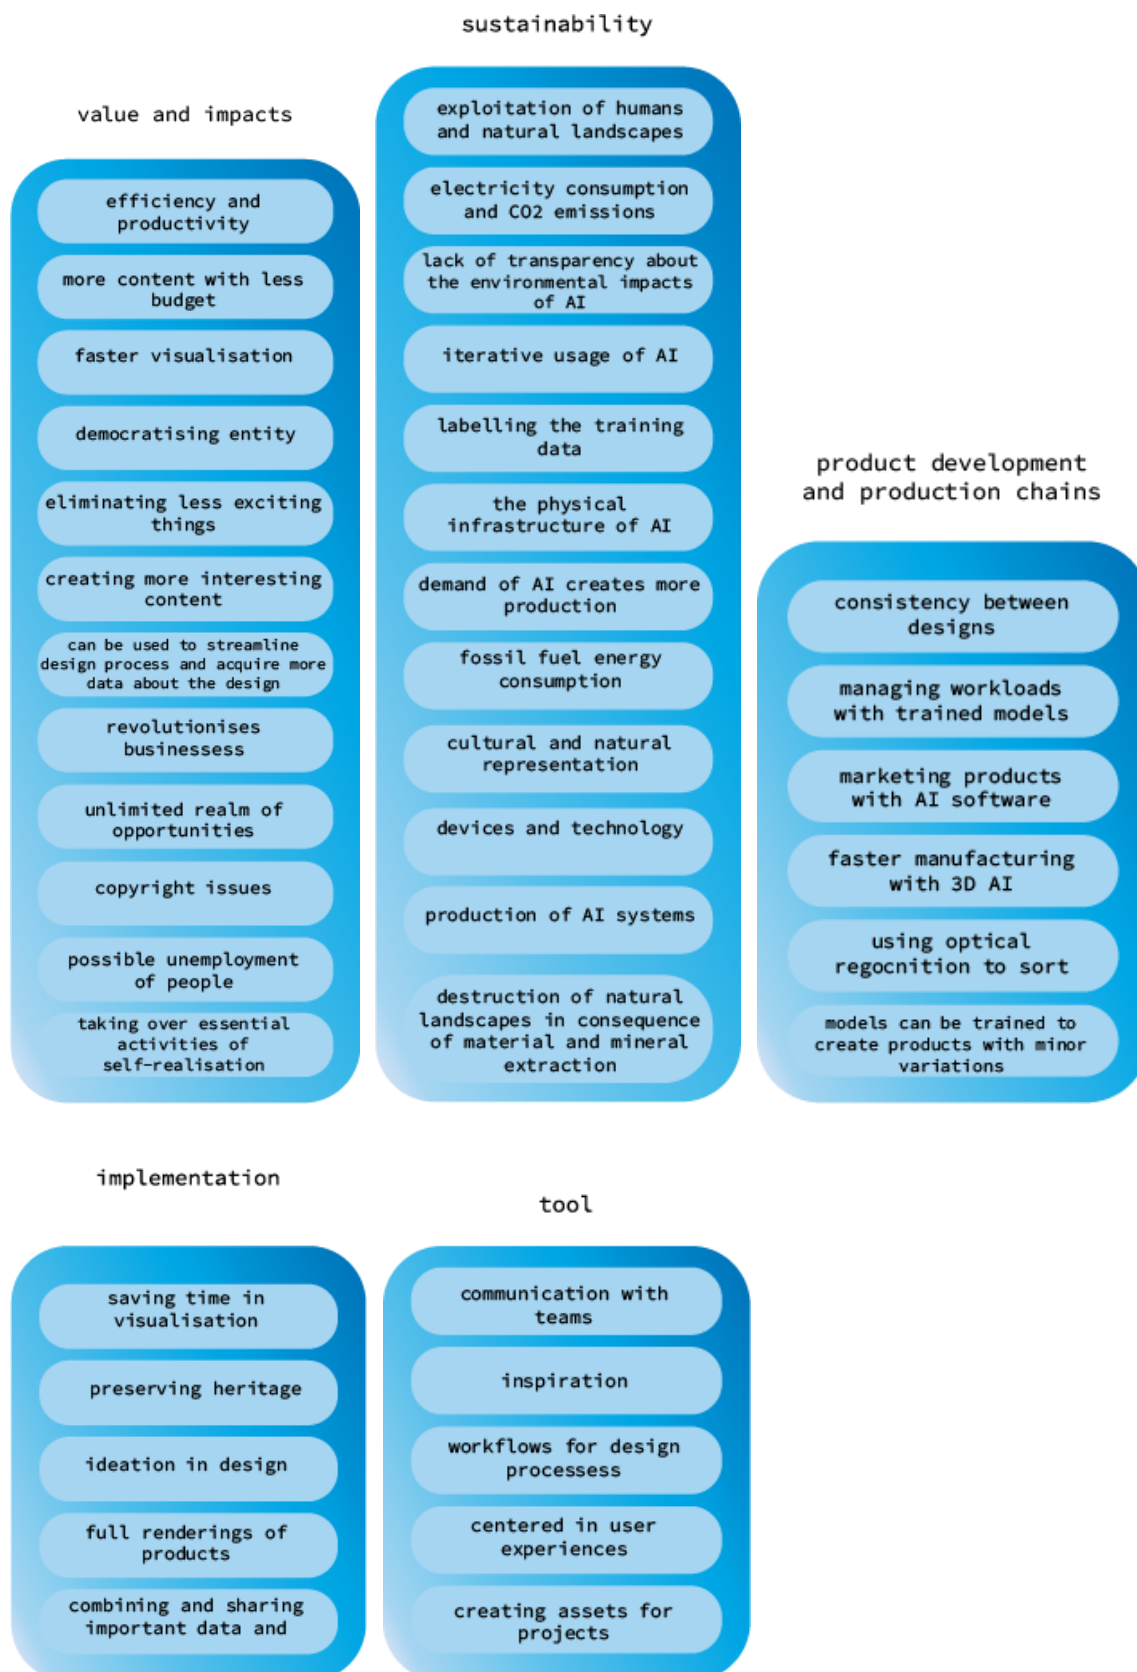 sustainability
exploitation of humans
and natural landscapes
electricity consumption
and CO2 emissions
lack of transparency about
the environmental impacts
of AI
iterative usage of AI
labelling the training
data
the physical
infrastructure of AI
demand of AI creates more
production
fossil fuel energy
consumption
cultural and natural
representation
devices and technology
production of AI systems
destruction of natural
landscapes in consequence
of material and mineral
extraction
value and impacts
efficiency and
productivity
more content with less
budget
faster visualisation
democratising entity
eliminating less exciting
things
creating more interesting
content
can be used to streamline
design process and acquire more
data about the design
revolutionises
businessess
unlimited realm of
opportunities
copyright issues
possible unemployment
of people
taking over essential
activities of
self-realisation
product development
and production chains
consistency between
designs
managing workloads
with trained models
marketing products
with AI software
faster manufacturing
with 3D AI
using optical
regocnition to sort
models can be trained to
create products with minor
variations
implementation
saving time in
visualisation
preserving heritage
ideation in design
full renderings of
products
combining and sharing
important data and
tool
communication with
teams
inspiration
workflows for design
processess
centered in user
experiences
creating assets for
projects